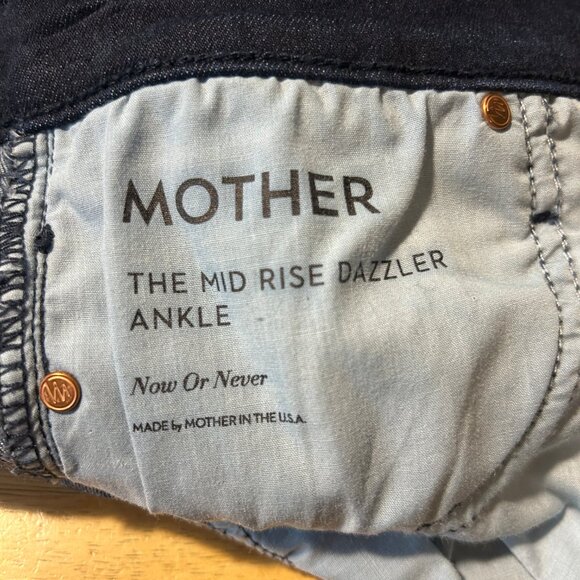 MOTHER
THE MID RISE DAZZLER
ANKLE
Now Or Never
MADE by MOTHER IN THE U.S.A.